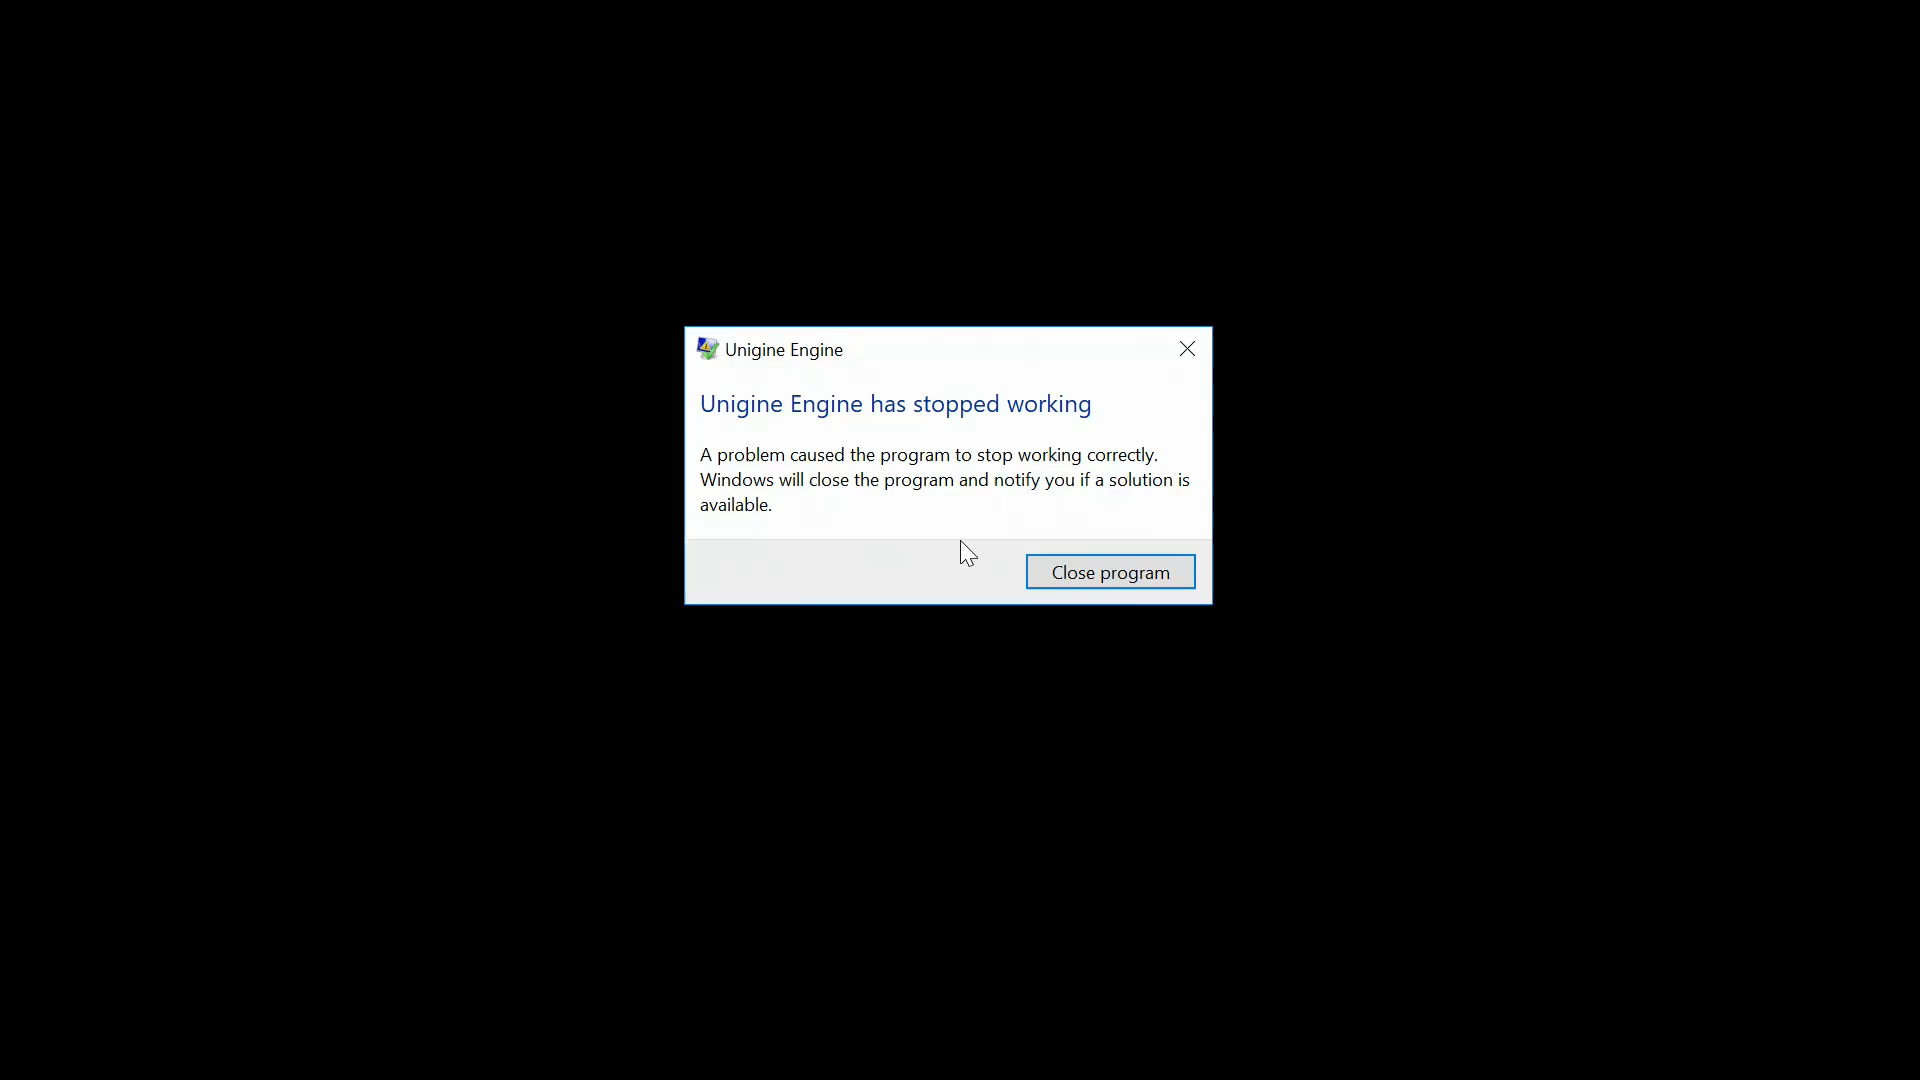 Unigine Engine
Unigine Engine has stopped working
A problem caused the program to stop working correctly.
Windows will close the program and notify you if a solution is
available.
Close program